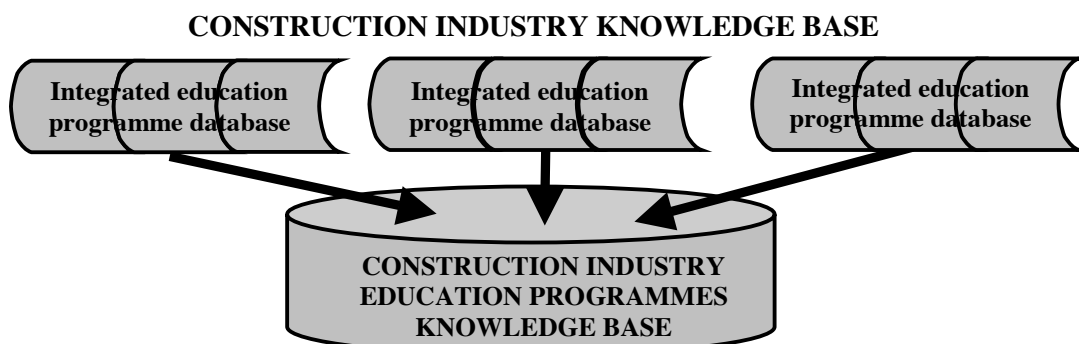 CONSTRUCTION INDUSTRY KNOWLEDGE BASE
Integrated education
programme database
Integrated education
programme database
Integrated education
programme database
CONSTRUCTION INDUSTRY
EDUCATION PROGRAMMES
KNOWLEDGE BASE